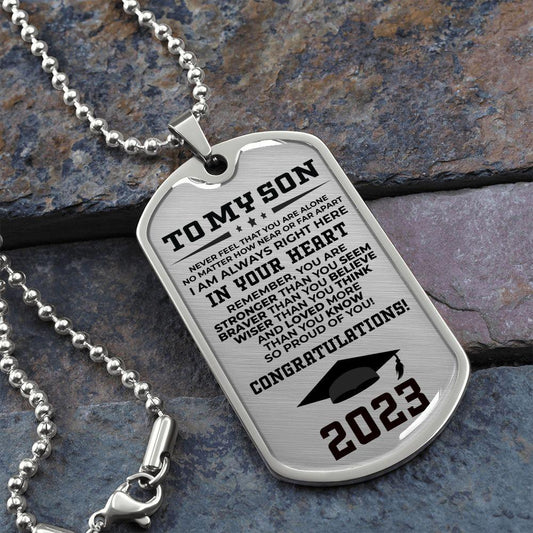 TO MY SON
NEVER FEEL THAT YOU ARE ALONE
NO MATTER HOW NEAR OR FAR APART
I AM ALWAYS RIGHT HERE
IN YOUR HEART
REMEMBER, YOU ARE
STRONGER THAN YOU SEEM
BRAVER THAN YOU BELIEVE
WISER THAN YOU THINK
AND LOVED MORE
THAN YOU KNOW
SO PROUD OF YOU!
CONGRATULATIONS!
2023